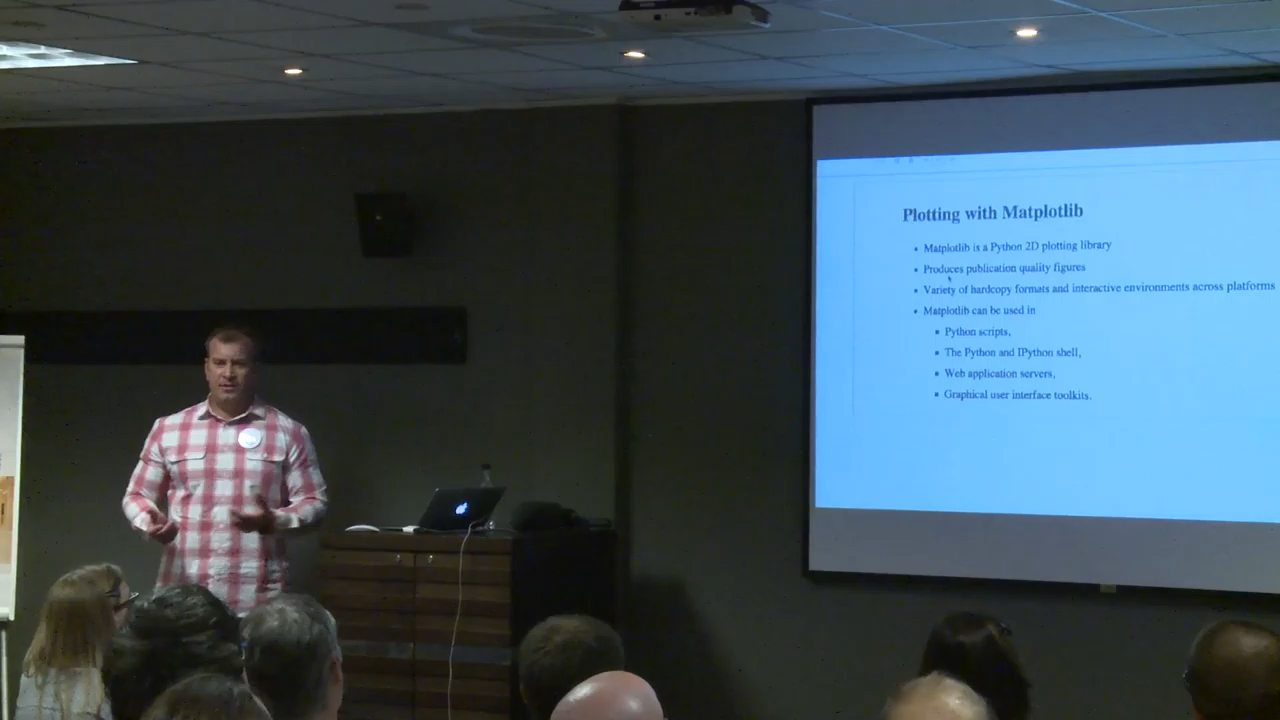 Plotting with Matplotlib
Matplotlib is a Python 2D plotting library
Produces publication quality figures
Variety of hardcopy formats and interactive environments across platforms
Matplotlib can be used in
Python scripts,
The Python and IPython shell,
Web application servers,
Graphical user interface toolkits.